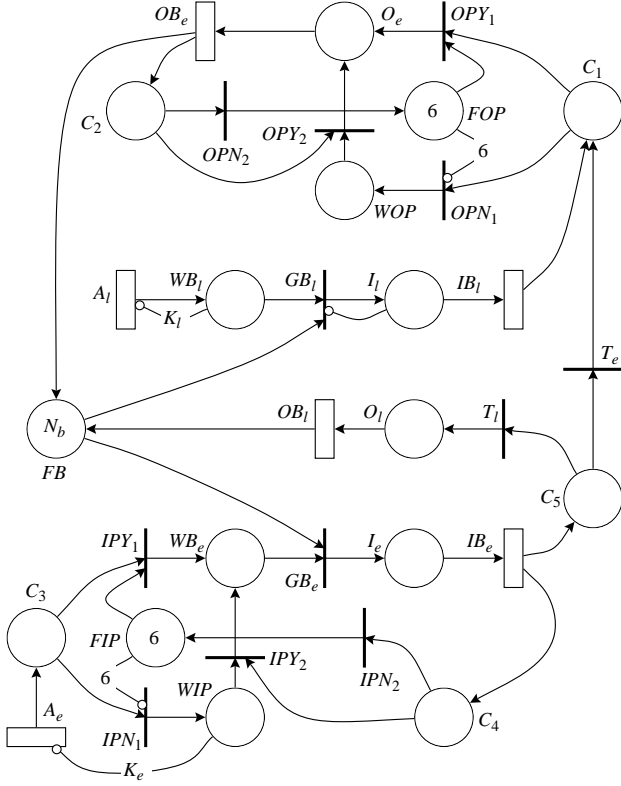 OB_e
O_e
OPY_1
C_1
C_2
6
FOP
OPY_2
OPN_2
6
WOP
OPN_1
A_l
WB_l
GB_l
I_l
IB_l
K_l
T_e
N_b
FB
OB_l
O_l
T_l
C_5
IPY_1
WB_e
GB_e
I_e
IB_e
C_3
FIP
6
IPY_2
IPN_2
6
WIP
A_e
IPN_1
C_4
K_e